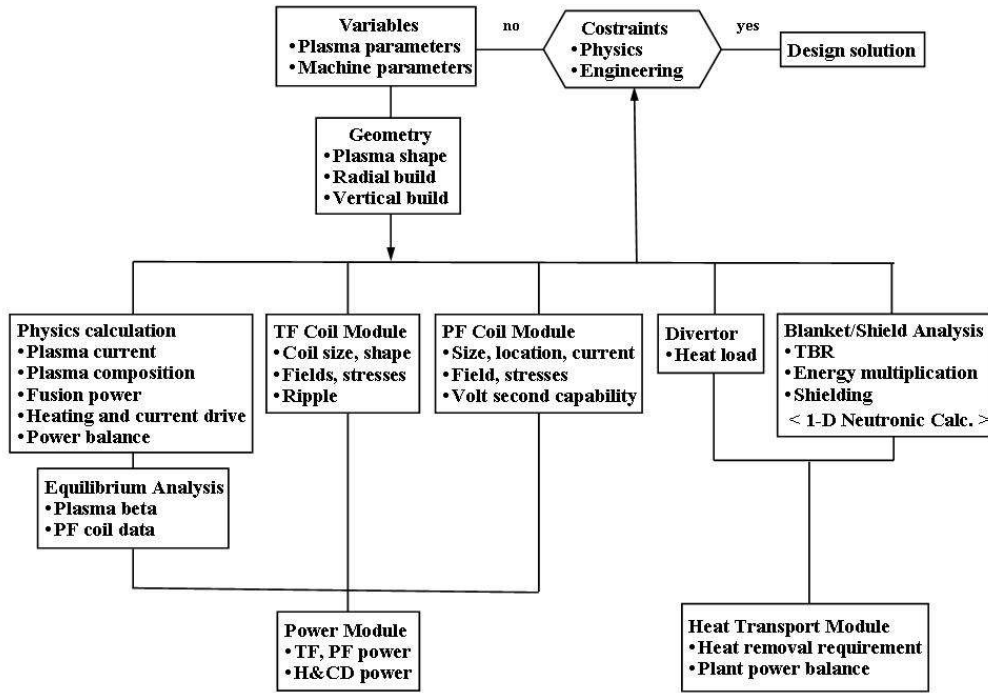 Variables
•Plasma parameters
•Machine parameters
no
Costraints
•Physics
•Engineering
yes
Design solution
Geometry
•Plasma shape
•Radial build
•Vertical build
Physics calculation
•Plasma current
•Plasma composition
•Fusion power
•Heating and current drive
•Power balance
TF Coil Module
•Coil size, shape
•Fields, stresses
•Ripple
PF Coil Module
•Size, location, current
•Field, stresses
•Volt second capability
Divertor
•Heat load
Blanket/Shield Analysis
•TBR
•Energy multiplication
•Shielding
< 1-D Neutronic Calc. >
Equilibrium Analysis
•Plasma beta
•PF coil data
Power Module
•TF, PF power
•H&CD power
Heat Transport Module
•Heat removal requirement
•Plant power balance